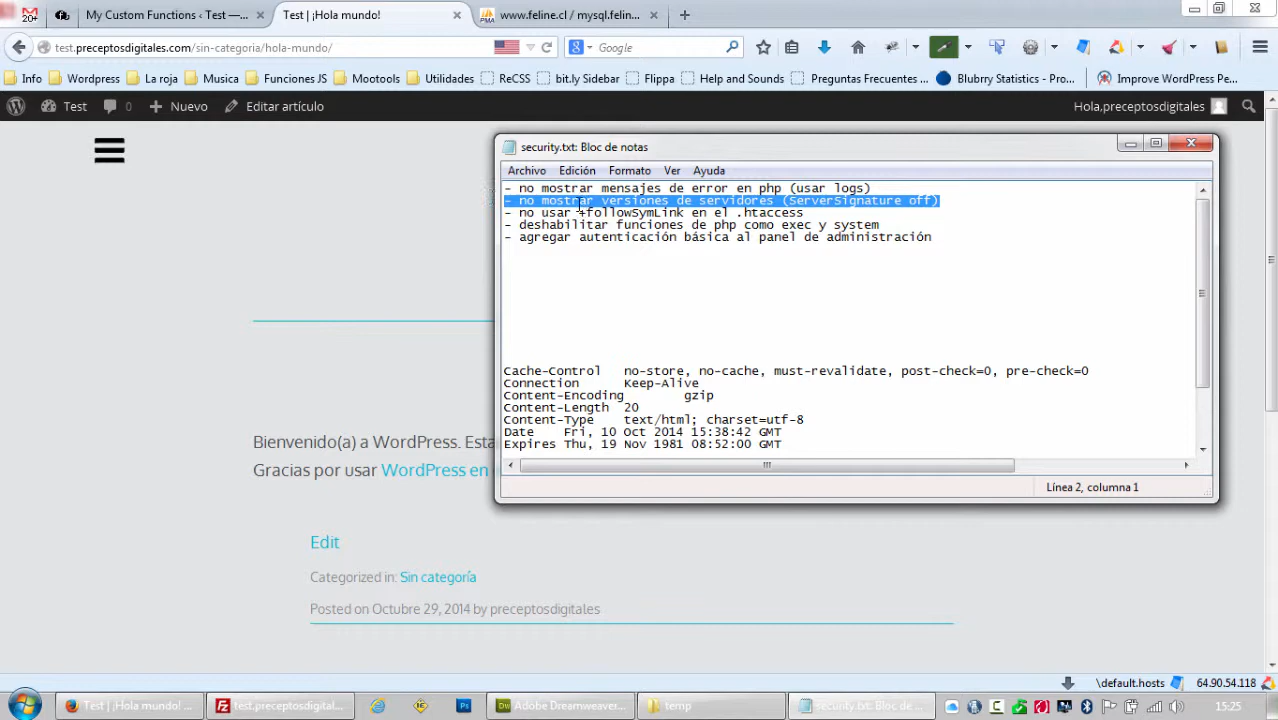 20+
My Custom Functions ‹ Test —...
Test | ¡Hola mundo!
PMA
www.feline.cl / mysql.felin...
test.preceptosdigitales.com/sin-categoria/hola-mundo/
Google
Info
Wordpress
La roja
Musica
Funciones JS
Mootools
Utilidades
ReCSS
bit.ly Sidebar
Flippa
Help and Sounds
Preguntas Frecuentes ...
Blubrry Statistics - Pro...
Improve WordPress Pe...
Test
0
Nuevo
Editar artículo
Hola,preceptosdigitales
security.txt: Bloc de notas
Archivo Edición Formato Ver Ayuda
- no mostrar mensajes de error en php (usar logs)
- no mostrar versiones de servidores (ServerSignature off)
- no usar +followSymLink en el .htaccess
- deshabilitar funciones de php como exec y system
- agregar autenticación básica al panel de administración
Cache-Control no-store, no-cache, must-revalidate, post-check=0, pre-check=0
Connection Keep-Alive
Content-Encoding gzip
Content-Length 20
Content-Type text/html; charset=utf-8
Date Fri, 10 Oct 2014 15:38:42 GMT
Expires Thu, 19 Nov 1981 08:52:00 GMT
Línea 2, columna 1
Bienvenido(a) a WordPress. Esta
Gracias por usar WordPress en
Edit
Categorized in: Sin categoría
Posted on Octubre 29, 2014 by preceptosdigitales
\default.hosts
64.90.54.118
Test | ¡Hola mundo! ...
test.preceptosdigital...
Adobe Dreamweaver...
temp
security.txt: Bloc de ...
15:25